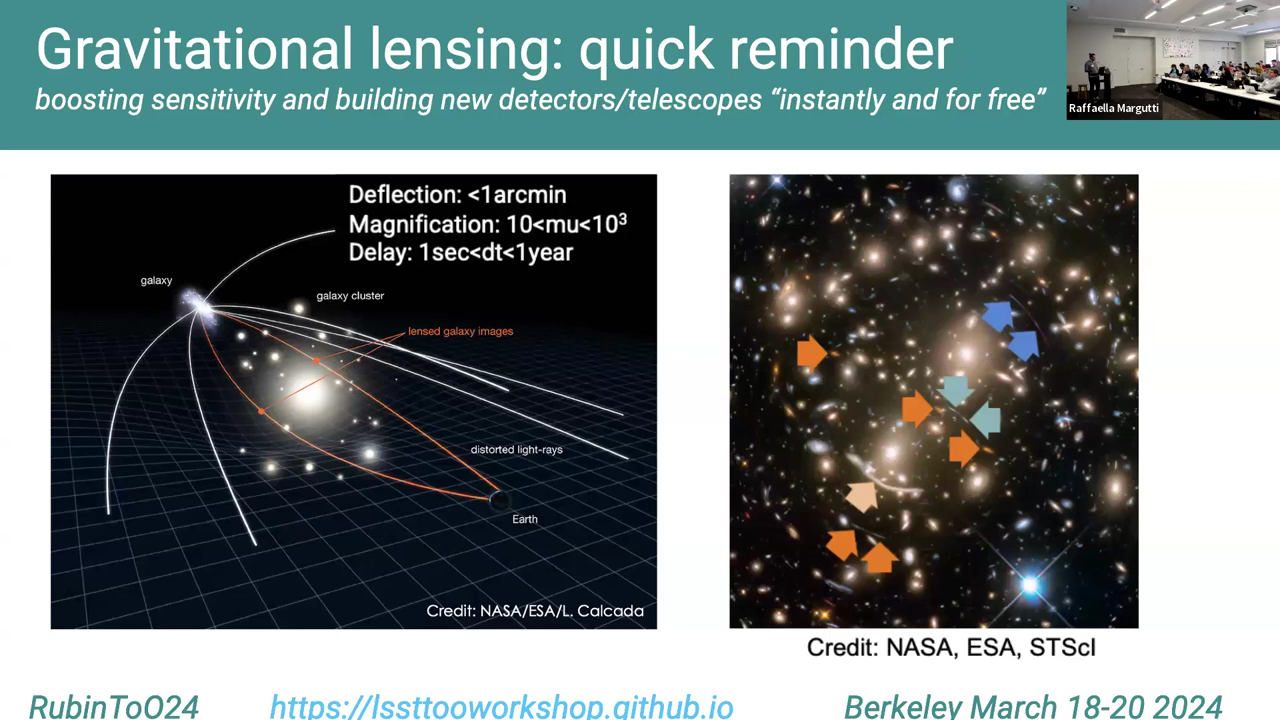 Gravitational lensing: quick reminder
boosting sensitivity and building new detectors/telescopes “instantly and for free”
Raffaella Margutti
Deflection: <1arcmin
Magnification: 10<mu<10³
Delay: 1sec<dt<1year
galaxy
galaxy cluster
lensed galaxy images
distorted light-rays
Earth
Credit: NASA/ESA/L. Calcada
Credit: NASA, ESA, STScI
RubinToO24
https://lssttooworkshop.github.io
Berkeley March 18-20 2024